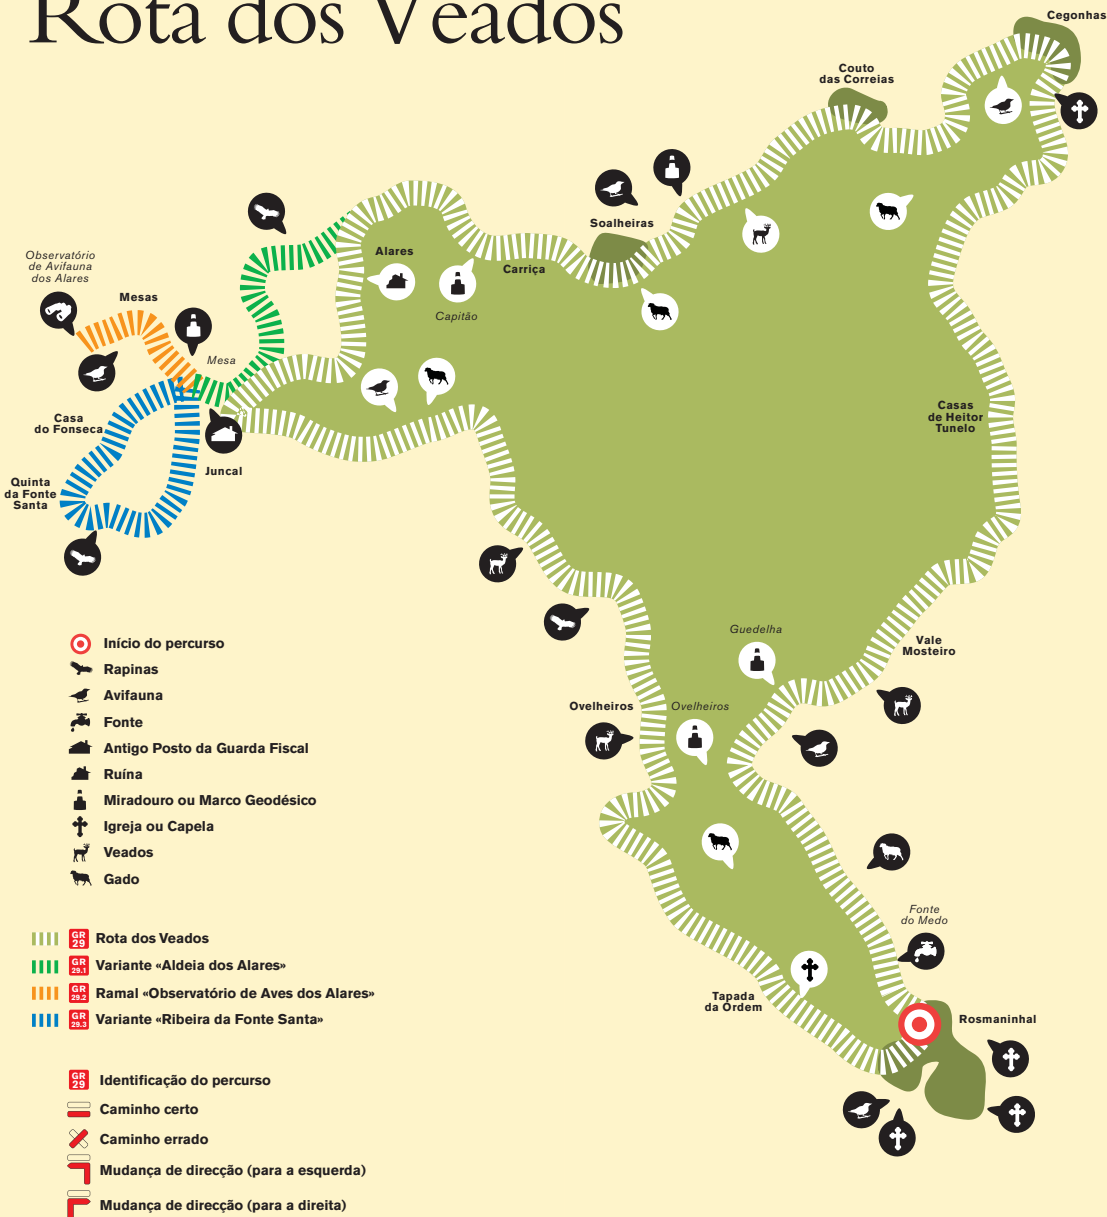 Rota dos Veados
Cegonhas
Couto
das Correias
Soalheiras
Observatório
de Avifauna
dos Alares
Mesas
Alares
Carriça
Capitão
Mesa
Casa
do Fonseca
Casas
de Heitor
Tunelo
Juncal
Quinta
da Fonte
Santa
Guedelha
Vale
Mosteiro
Ovelheiros
Ovelheiros
Fonte
do Medo
Tapada
da Ordem
Rosmaninhal
Início do percurso
Rapinas
Avifauna
Fonte
Antigo Posto da Guarda Fiscal
Ruína
Miradouro ou Marco Geodésico
Igreja ou Capela
Veados
Gado
GR
29
Rota dos Veados
GR
29.1
Variante «Aldeia dos Alares»
GR
29.2
Ramal «Observatório de Aves dos Alares»
GR
29.3
Variante «Ribeira da Fonte Santa»
GR
29
Identificação do percurso
Caminho certo
Caminho errado
Mudança de direcção (para a esquerda)
Mudança de direcção (para a direita)